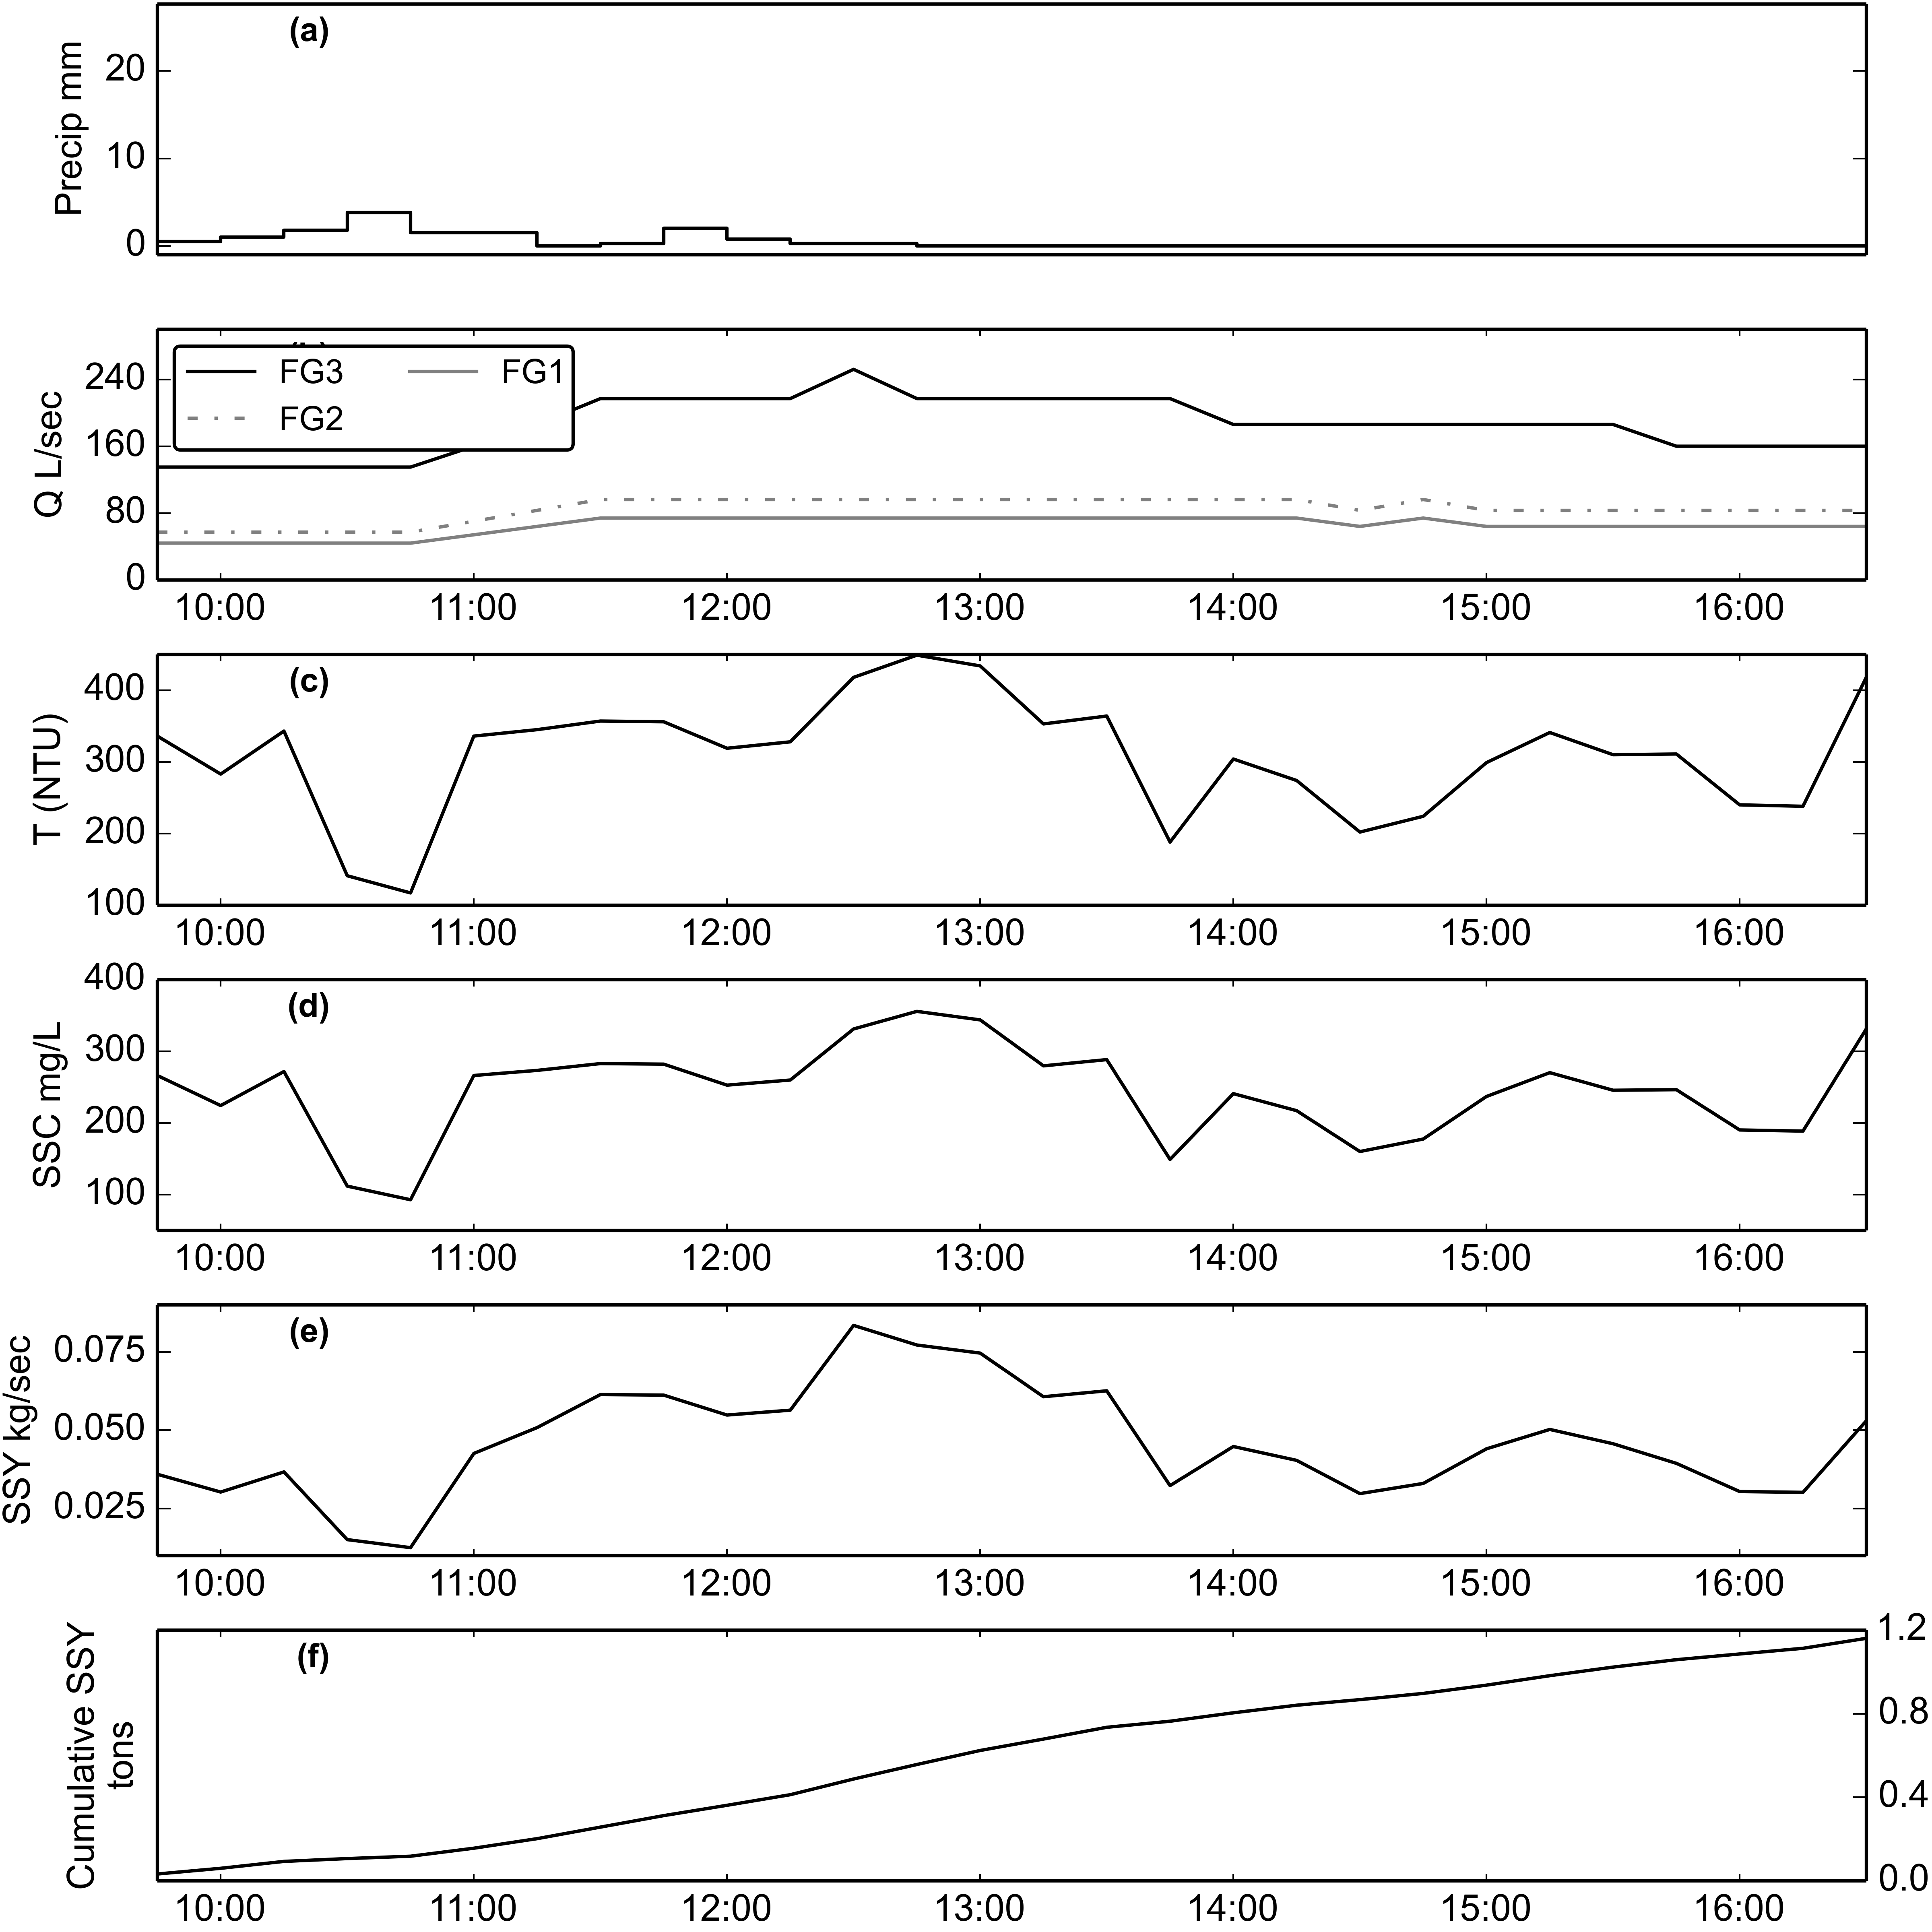 (a)
Precip mm
20
10
0
FG3
FG1
FG2
Q L/sec
240
160
80
0
10:00 11:00 12:00 13:00 14:00 15:00 16:00
(c)
T (NTU)
400
300
200
100
10:00 11:00 12:00 13:00 14:00 15:00 16:00
(d)
SSC mg/L
400
300
200
100
10:00 11:00 12:00 13:00 14:00 15:00 16:00
(e)
SSY kg/sec
0.075
0.050
0.025
10:00 11:00 12:00 13:00 14:00 15:00 16:00
(f)
Cumulative SSY
tons
1.2
0.8
0.4
0.0
10:00 11:00 12:00 13:00 14:00 15:00 16:00